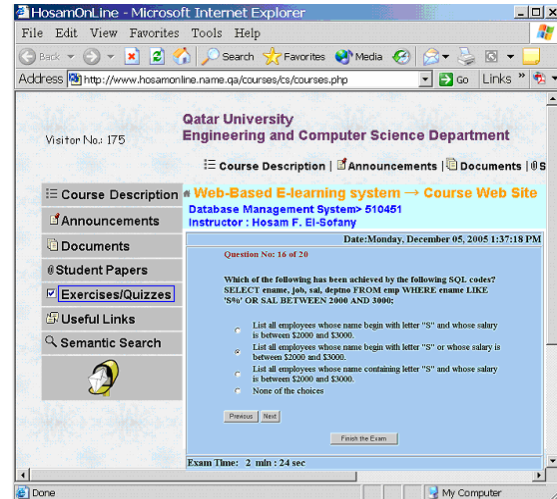 HosamOnLine - Microsoft Internet Explorer
File Edit View Favorites Tools Help
Back Search Favorites Media
Address http://www.hosamonline.name.qa/courses/cs/courses.php Go Links »
Qatar University
Visitor No.: 175
Engineering and Computer Science Department
Course Description | Announcements | Documents | S
Course Description
Announcements
Documents
Student Papers
Exercises/Quizzes
Useful Links
Semantic Search
Web-Based E-learning system → Course Web Site
Database Management System> 510451
Instructor : Hosam F. El-Sofany
Date:Monday, December 05, 2005 1:37:18 PM
Question No: 16 of 20
Which of the following has been achieved by the following SQL codes?
SELECT ename, job, sal, deptno FROM emp WHERE ename LIKE
'S%' OR SAL BETWEEN 2000 AND 3000;
List all employees whose name begin with letter "S" and whose salary
is between $2000 and $3000.
List all employees whose name begin with letter "S" or whose salary is
between $2000 and $3000.
List all employees whose name containing letter "S" and whose salary
is between $2000 and $3000.
None of the choices
Previous Next
Finish the Exam
Exam Time: 2 min : 24 sec
Done My Computer